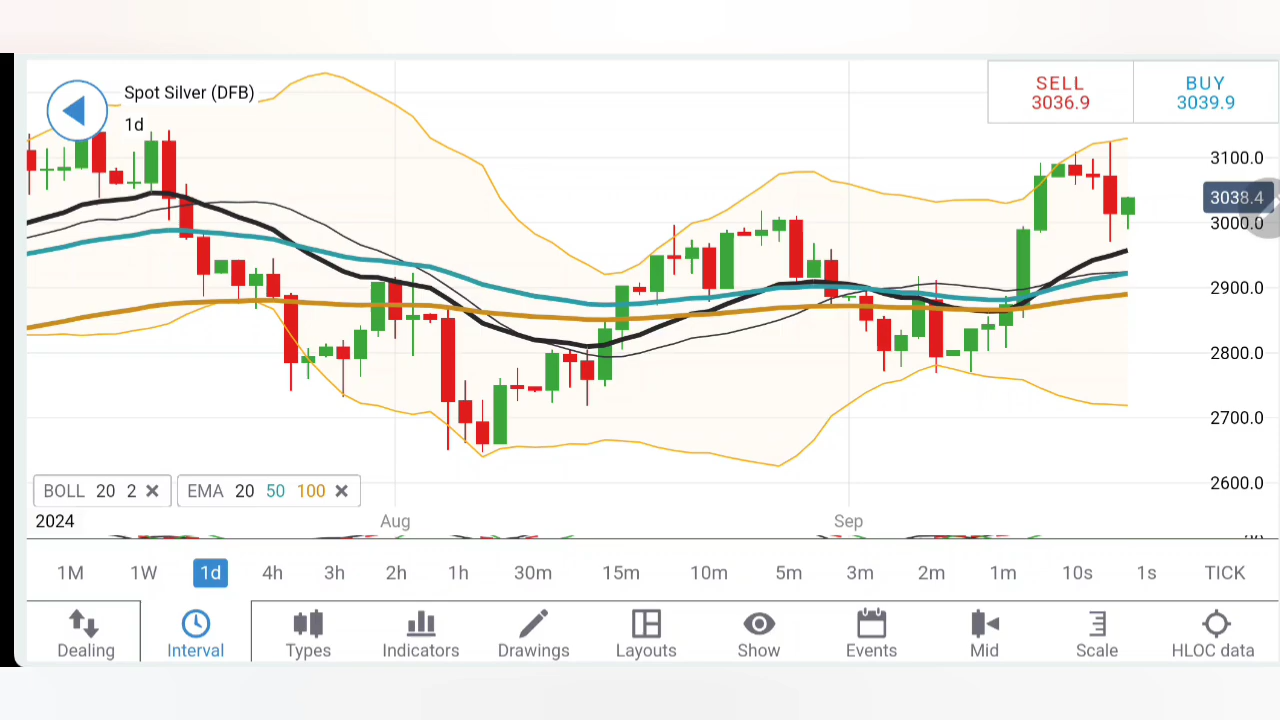 Spot Silver (DFB)
1d
SELL
3036.9
BUY
3039.9
3100.0
3038.4
3000.0
2900.0
2800.0
2700.0
2600.0
BOLL 20 2
EMA 20 50 100
2024 Aug Sep
1M 1W 1d 4h 3h 2h 1h 30m 15m 10m 5m 3m 2m 1m 10s 1s TICK
Dealing Interval Types Indicators Drawings Layouts Show Events Mid Scale HLOC data